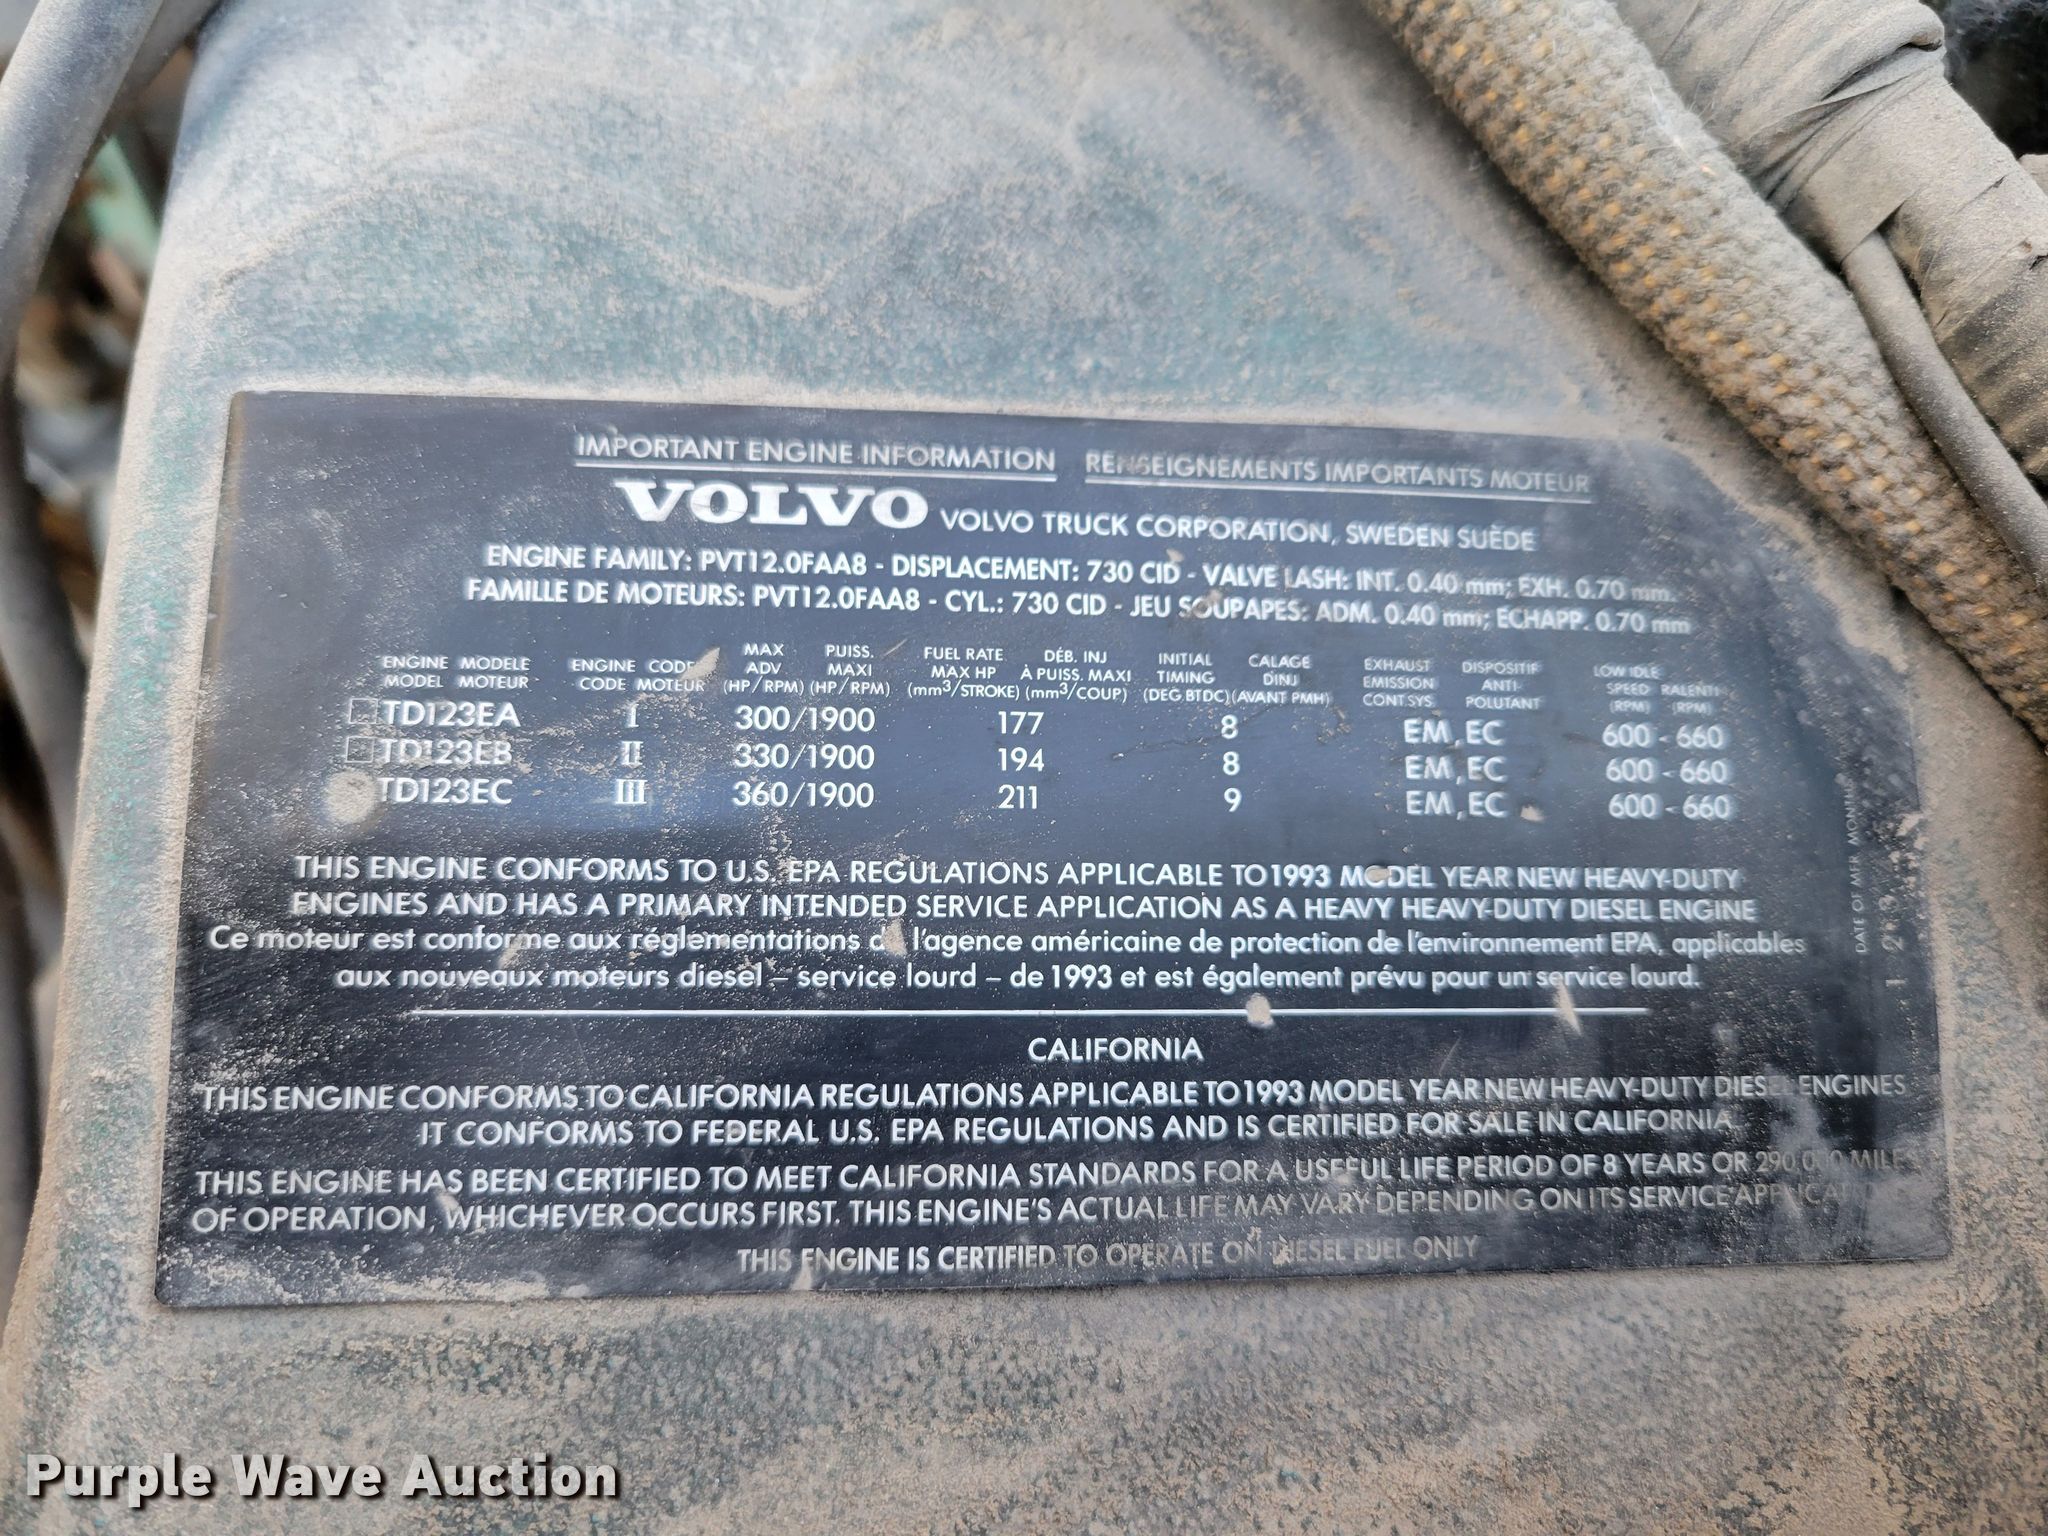 IMPORTANT ENGINE INFORMATION RENSEIGNEMENTS IMPORTANTS MOTEUR
VOLVO VOLVO TRUCK CORPORATION, SWEDEN SUÈDE
ENGINE FAMILY: PVT12.0FAA8 - DISPLACEMENT: 730 CID - VALVE LASH: INT. 0.40 mm; EXH. 0.70 mm.
FAMILLE DE MOTEURS: PVT12.0FAA8 - CYL.: 730 CID - JEU SOUPAPES: ADM. 0.40 mm; ECHAPP. 0.70 mm
MAX PUISS. FUEL RATE DÉB. INJ INITIAL CALAGE EXHAUST DISPOSITIF LOW IDLE
ENGINE MODELE ENGINE CODE ADV MAXI MAX HP À PUISS. MAXI TIMING D'INJ EMISSION ANTI- SPEED RALENTI
MODEL MOTEUR CODE MOTEUR (HP/RPM) (HP/RPM) (mm³/STROKE) (mm³/COUP) (DEG.BTDC) (AVANT PMH) CONT.SYS. POLUTANT (RPM) (RPM)
TD123EA I 300/1900 177 8 EM, EC 600 - 660
TD123EB II 330/1900 194 8 EM, EC 600 - 660
TD123EC III 360/1900 211 9 EM, EC 600 - 660
THIS ENGINE CONFORMS TO U.S. EPA REGULATIONS APPLICABLE TO 1993 MODEL YEAR NEW HEAVY-DUTY
ENGINES AND HAS A PRIMARY INTENDED SERVICE APPLICATION AS A HEAVY HEAVY-DUTY DIESEL ENGINE
Ce moteur est conforme aux réglementations de l'agence américaine de protection de l'environnement EPA, applicables
aux nouveaux moteurs diesel – service lourd – de 1993 et est également prévu pour un service lourd.
CALIFORNIA
THIS ENGINE CONFORMS TO CALIFORNIA REGULATIONS APPLICABLE TO 1993 MODEL YEAR NEW HEAVY-DUTY DIESEL ENGINES
IT CONFORMS TO FEDERAL U.S. EPA REGULATIONS AND IS CERTIFIED FOR SALE IN CALIFORNIA.
THIS ENGINE HAS BEEN CERTIFIED TO MEET CALIFORNIA STANDARDS FOR A USEFUL LIFE PERIOD OF 8 YEARS OR 290,000 MILES
OF OPERATION, WHICHEVER OCCURS FIRST. THIS ENGINE'S ACTUAL LIFE MAY VARY DEPENDING ON ITS SERVICE
THIS ENGINE IS CERTIFIED TO OPERATE ON DIESEL FUEL ONLY
DATE OF MFR MONTH
1 2 3
Purple Wave Auction